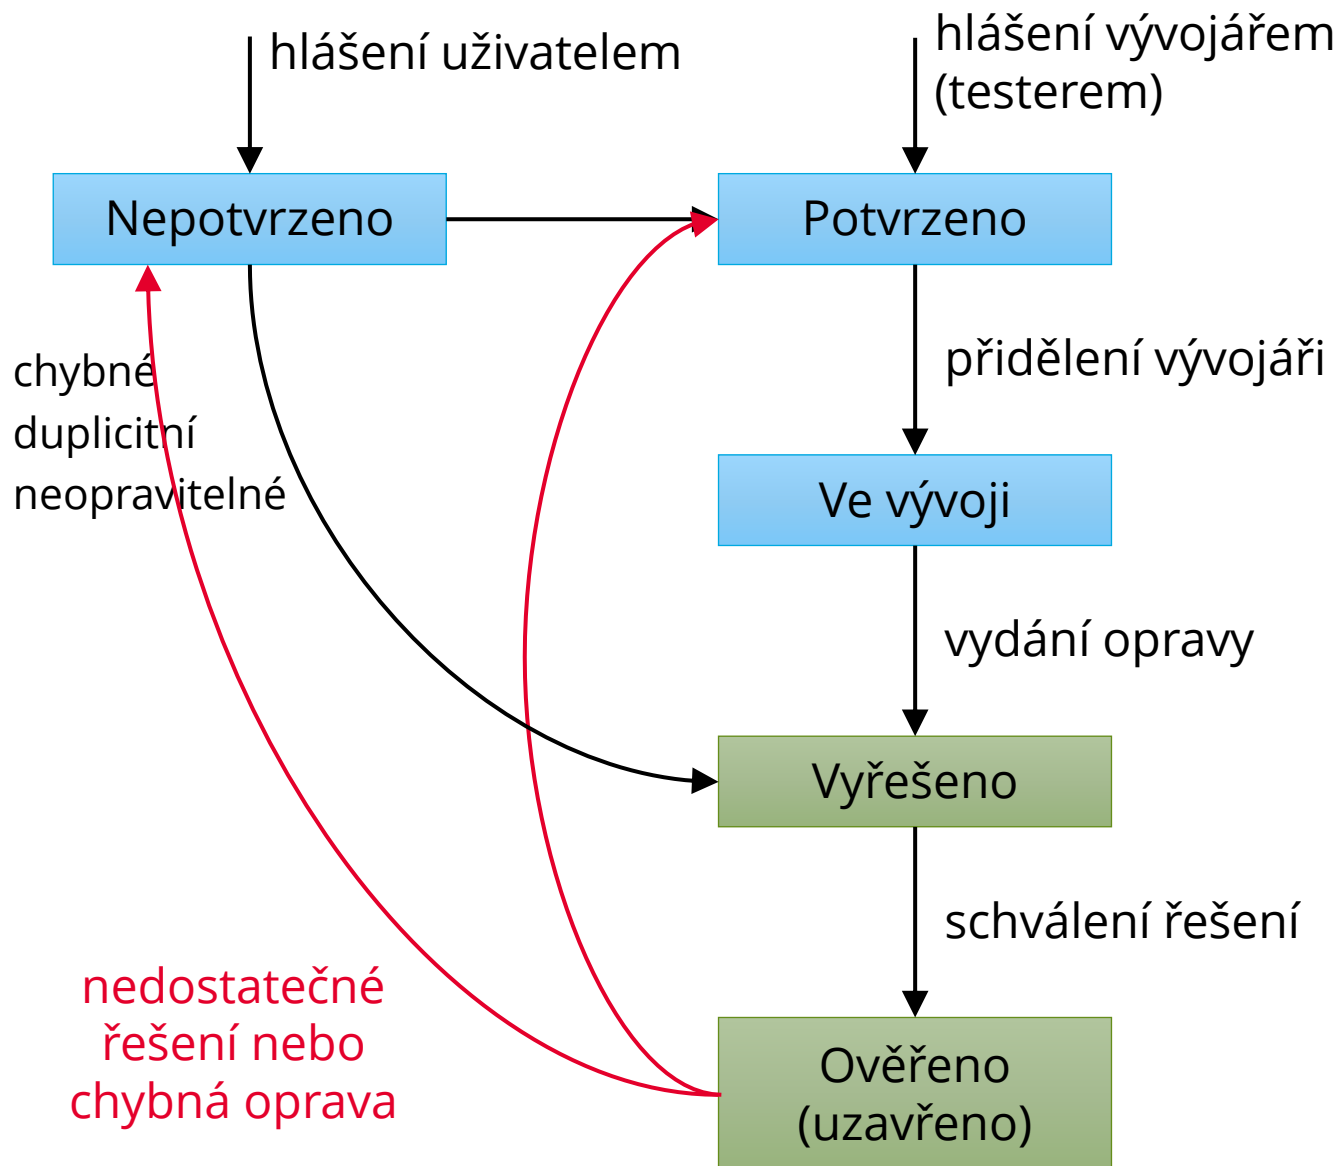 hlášení uživatelem
hlášení vývojářem
(testerem)
Nepotvrzeno
Potvrzeno
chybné
duplicitní
neopravitelné
přidělení vývojáři
Ve vývoji
vydání opravy
Vyřešeno
schválení řešení
nedostatečné
řešení nebo
chybná oprava
Ověřeno
(uzavřeno)